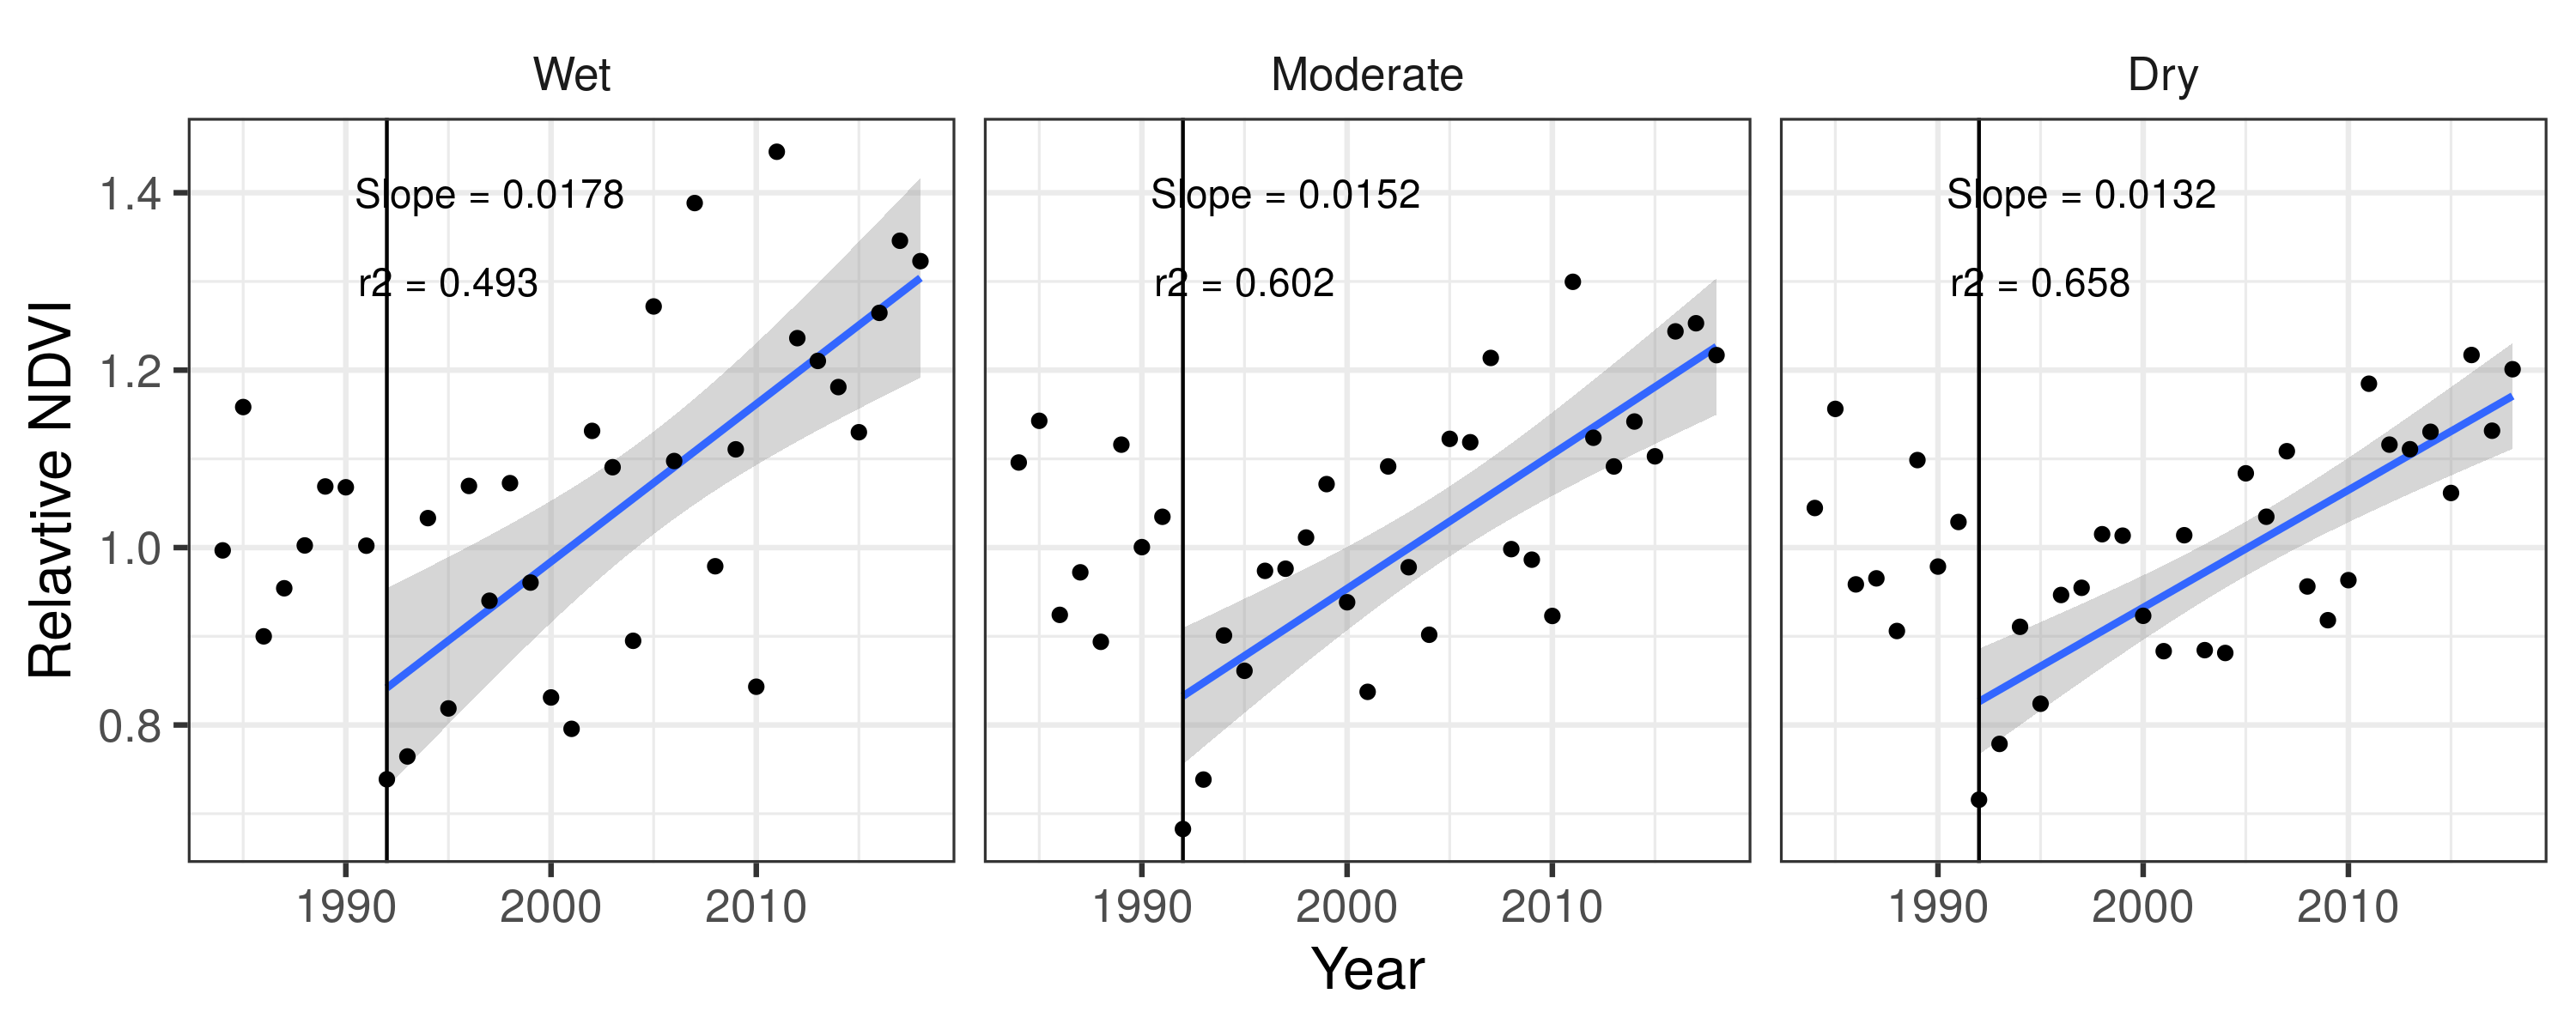 Wet
Moderate
Dry
Relavtive NDVI
1.4
1.2
1.0
0.8
Slope = 0.0178
r2 = 0.493
Slope = 0.0152
r2 = 0.602
Slope = 0.0132
r2 = 0.658
1990 2000 2010
1990 2000 2010
1990 2000 2010
Year